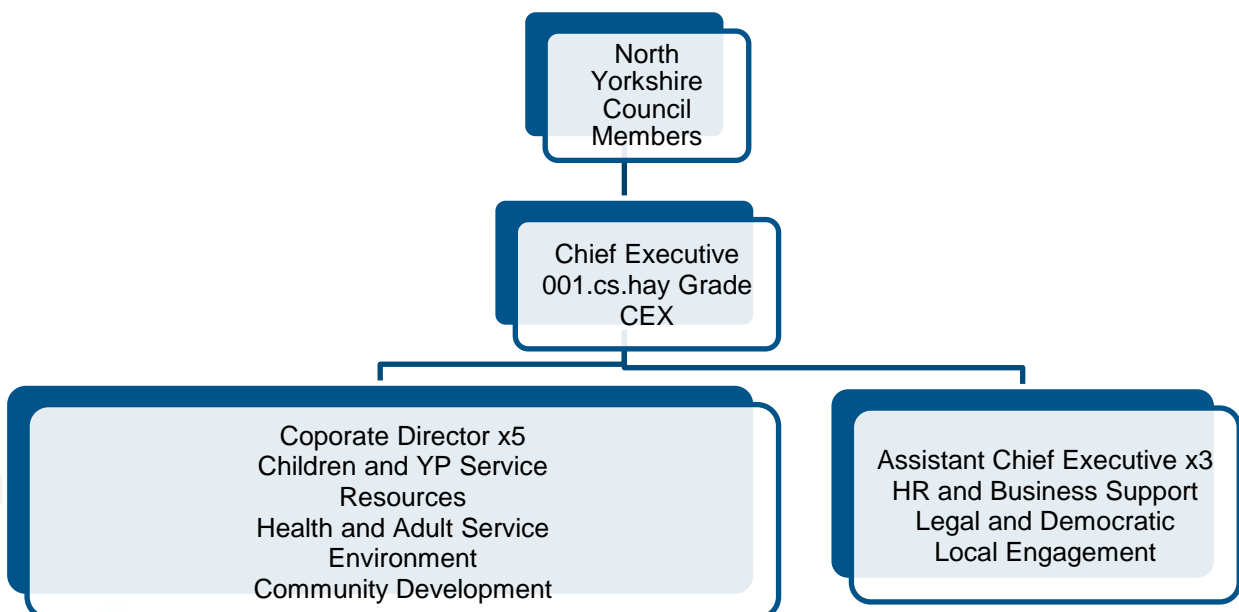 North
Yorkshire
Council
Members
Chief Executive
001.cs.hay Grade
CEX
Coporate Director x5
Children and YP Service
Resources
Health and Adult Service
Environment
Community Development
Assistant Chief Executive x3
HR and Business Support
Legal and Democratic
Local Engagement